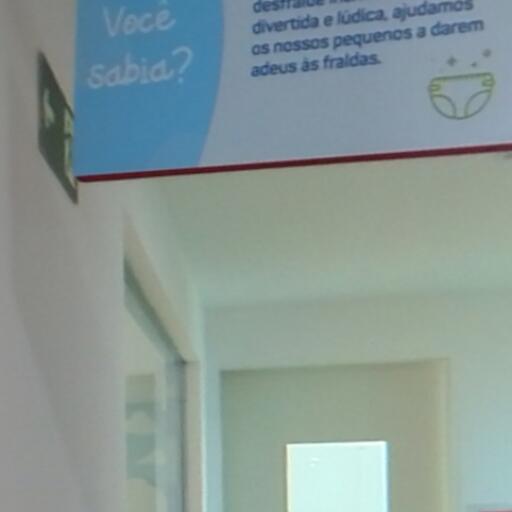 Você
sabia?
divertida e lúdica, ajudamos
os nossos pequenos a darem
adeus às fraldas.